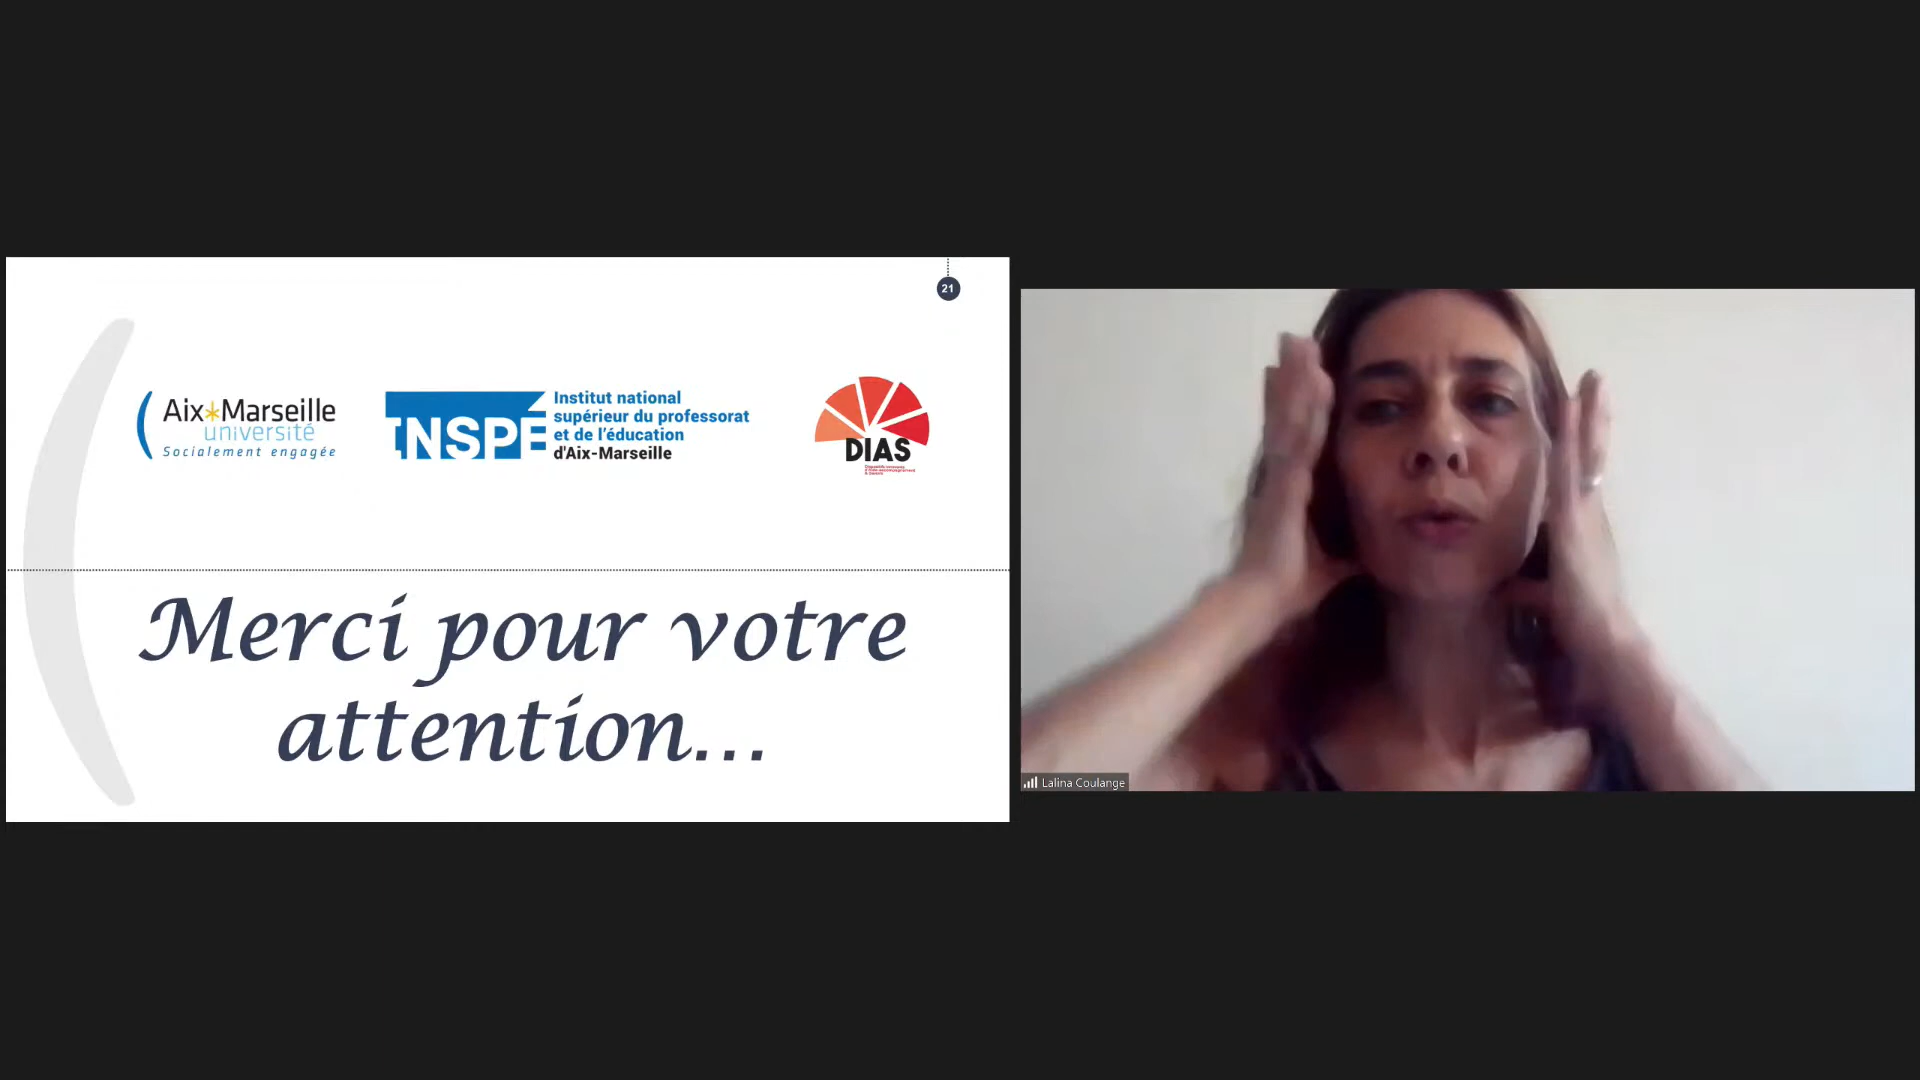 21
Aix*Marseille
université
Socialement engagée
INSPÉ
Institut national
supérieur du professorat
et de l'éducation
d'Aix-Marseille
DIAS
Merci pour votre
attention...
Lalina Coulange